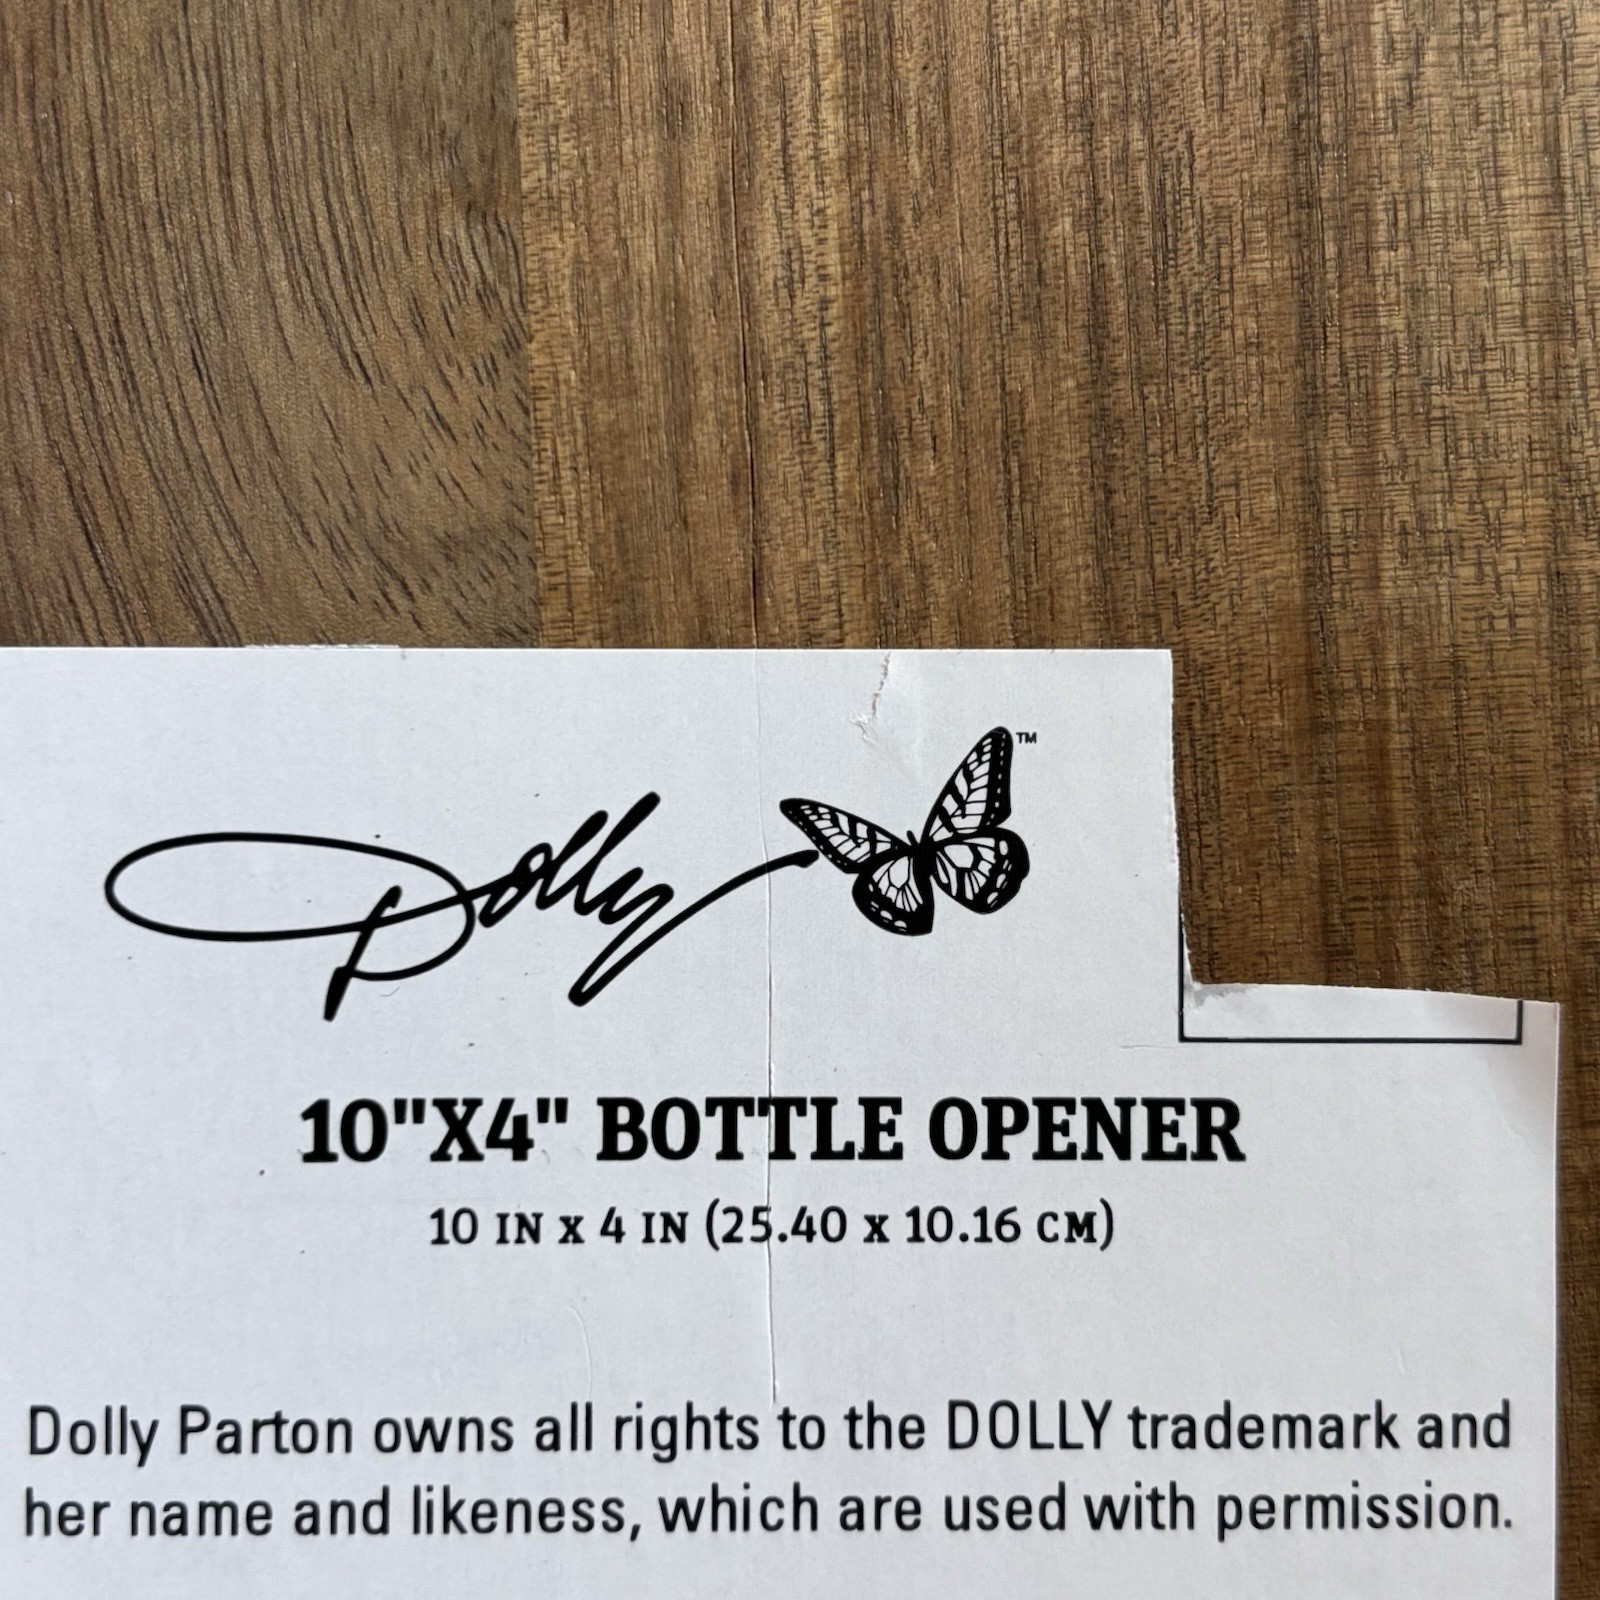 Dolly ™
10"X4" BOTTLE OPENER
10 IN X 4 IN (25.40 X 10.16 CM)
Dolly Parton owns all rights to the DOLLY trademark and
her name and likeness, which are used with permission.